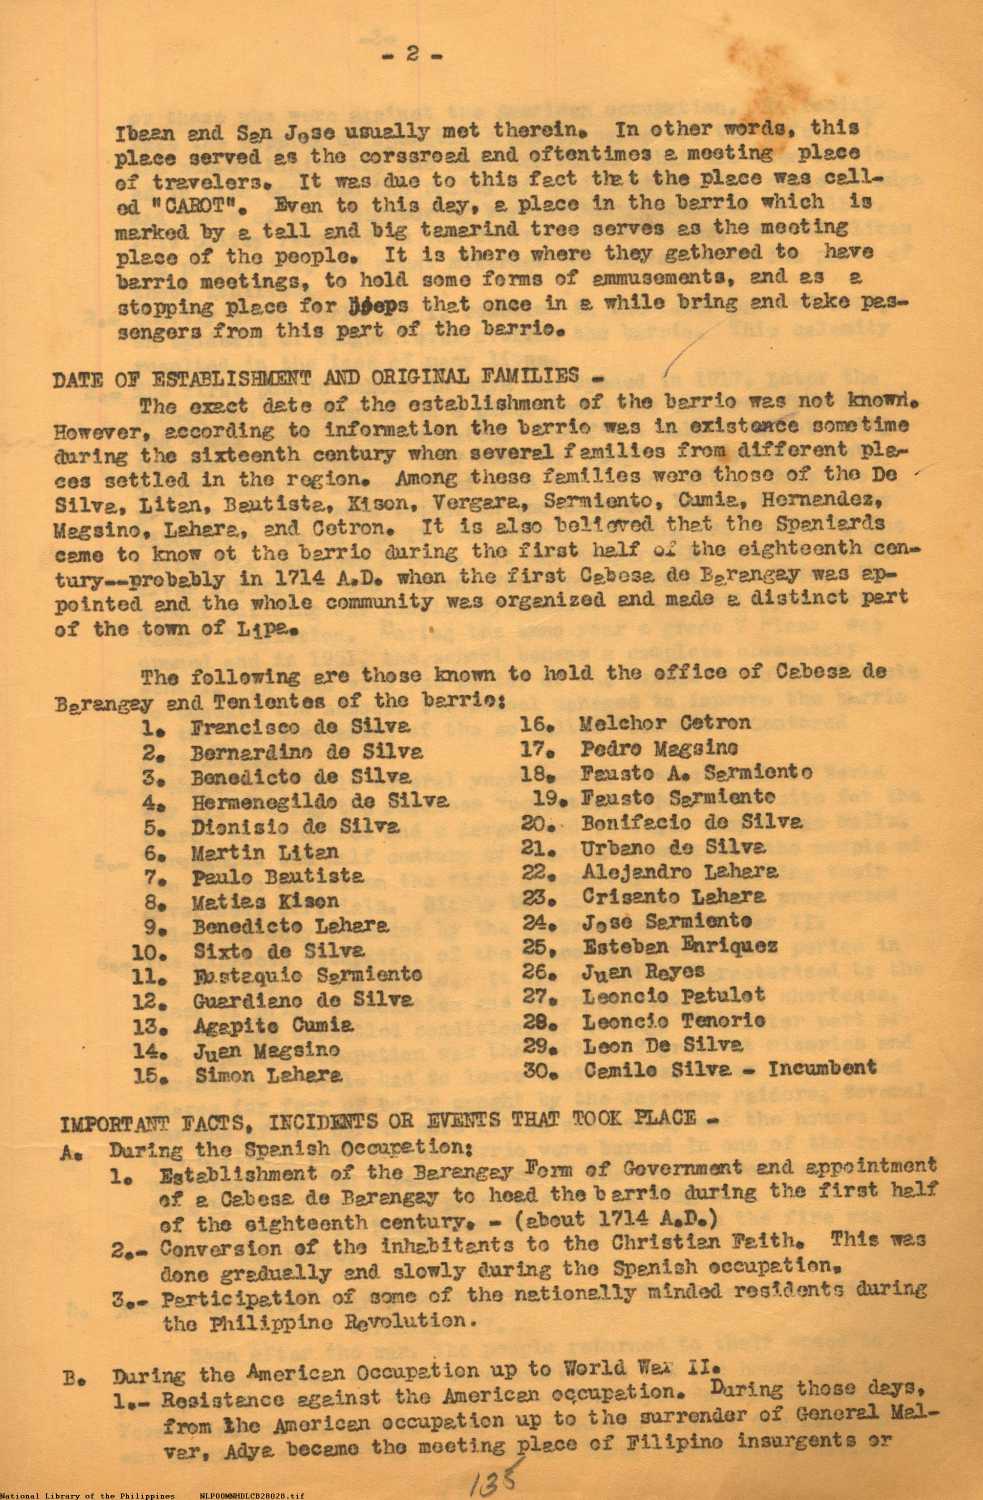 - 2 -
Ibaan and San Jose usually met therein. In other words, this
place served as the corssroad and oftentimes a meeting place
of travelers. It was due to this fact that the place was call-
ed "CAROT". Even to this day, a place in the barrio which is
marked by a tall and big tamarind tree serves as the meeting
place of the people. It is there where they gathered to have
barrio meetings, to hold some forms of ammusements, and as a
stopping place for jeeps that once in a while bring and take pas-
sengers from this part of the barrio.
DATE OF ESTABLISHMENT AND ORIGINAL FAMILIES -
The exact date of the establishment of the barrio was not known.
However, according to information the barrio was in existence sometime
during the sixteenth century when several families from different pla-
ces settled in the region. Among these families were those of the De
Silva, Litan, Bautista, Kison, Vergara, Sarmiento, Cumia, Hernandez,
Magsino, Lahara, and Cetron. It is also believed that the Spaniards
came to know ot the barrio during the first half of the eighteenth cen-
tury--probably in 1714 A.D. when the first Cabesa de Barangay was ap-
pointed and the whole community was organized and made a distinct part
of the town of Lipa.
The following are those known to hold the office of Cabesa de
Barangay and Tenientes of the barrio:
1. Francisco de Silva
2. Bernardino de Silva
3. Benedicto de Silva
4. Hermenegildo de Silva
5. Dionisio de Silva
6. Martin Litan
7. Paulo Bautista
8. Matias Kison
9. Benedicto Lahara
10. Sixto de Silva
11. Eustaquio Sarmiento
12. Guardiano de Silva
13. Agapito Cumia
14. Juan Magsino
15. Simon Lahara
16. Melchor Cetron
17. Pedro Magsino
18. Fausto A. Sarmiento
19. Fausto Sarmiento
20. Bonifacio de Silva
21. Urbano de Silva
22. Alejandro Lahara
23. Crisanto Lahara
24. Jose Sarmiento
25. Esteban Enriquez
26. Juan Reyes
27. Leoncio Patulot
28. Leoncio Tenorio
29. Leon De Silva
30. Camilo Silva - Incumbent
IMPORTANT FACTS, INCIDENTS OR EVENTS THAT TOOK PLACE -
A. During the Spanish Occupation:
1. Establishment of the Barangay Form of Government and appointment
of a Cabesa de Barangay to head the barrio during the first half
of the eighteenth century. - (about 1714 A.D.)
2.- Conversion of the inhabitants to the Christian Faith. This was
done gradually and slowly during the Spanish occupation.
3.- Participation of some of the nationally minded residents during
the Philippine Revolution.
B. During the American Occupation up to World War II.
1.- Resistance against the American occupation. During those days,
from the American occupation up to the surrender of General Mal-
var, Adya became the meeting place of Filipino insurgents or
135
National Library of the Philippines NLP00MNHDLCB28028.tif